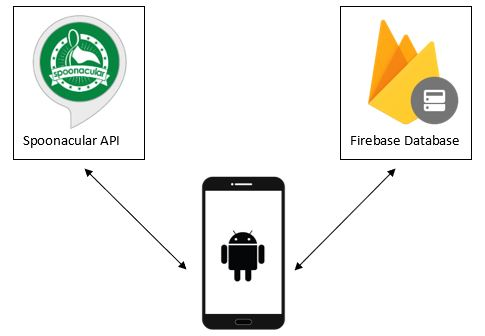 spoonacular
Spoonacular API
Firebase Database